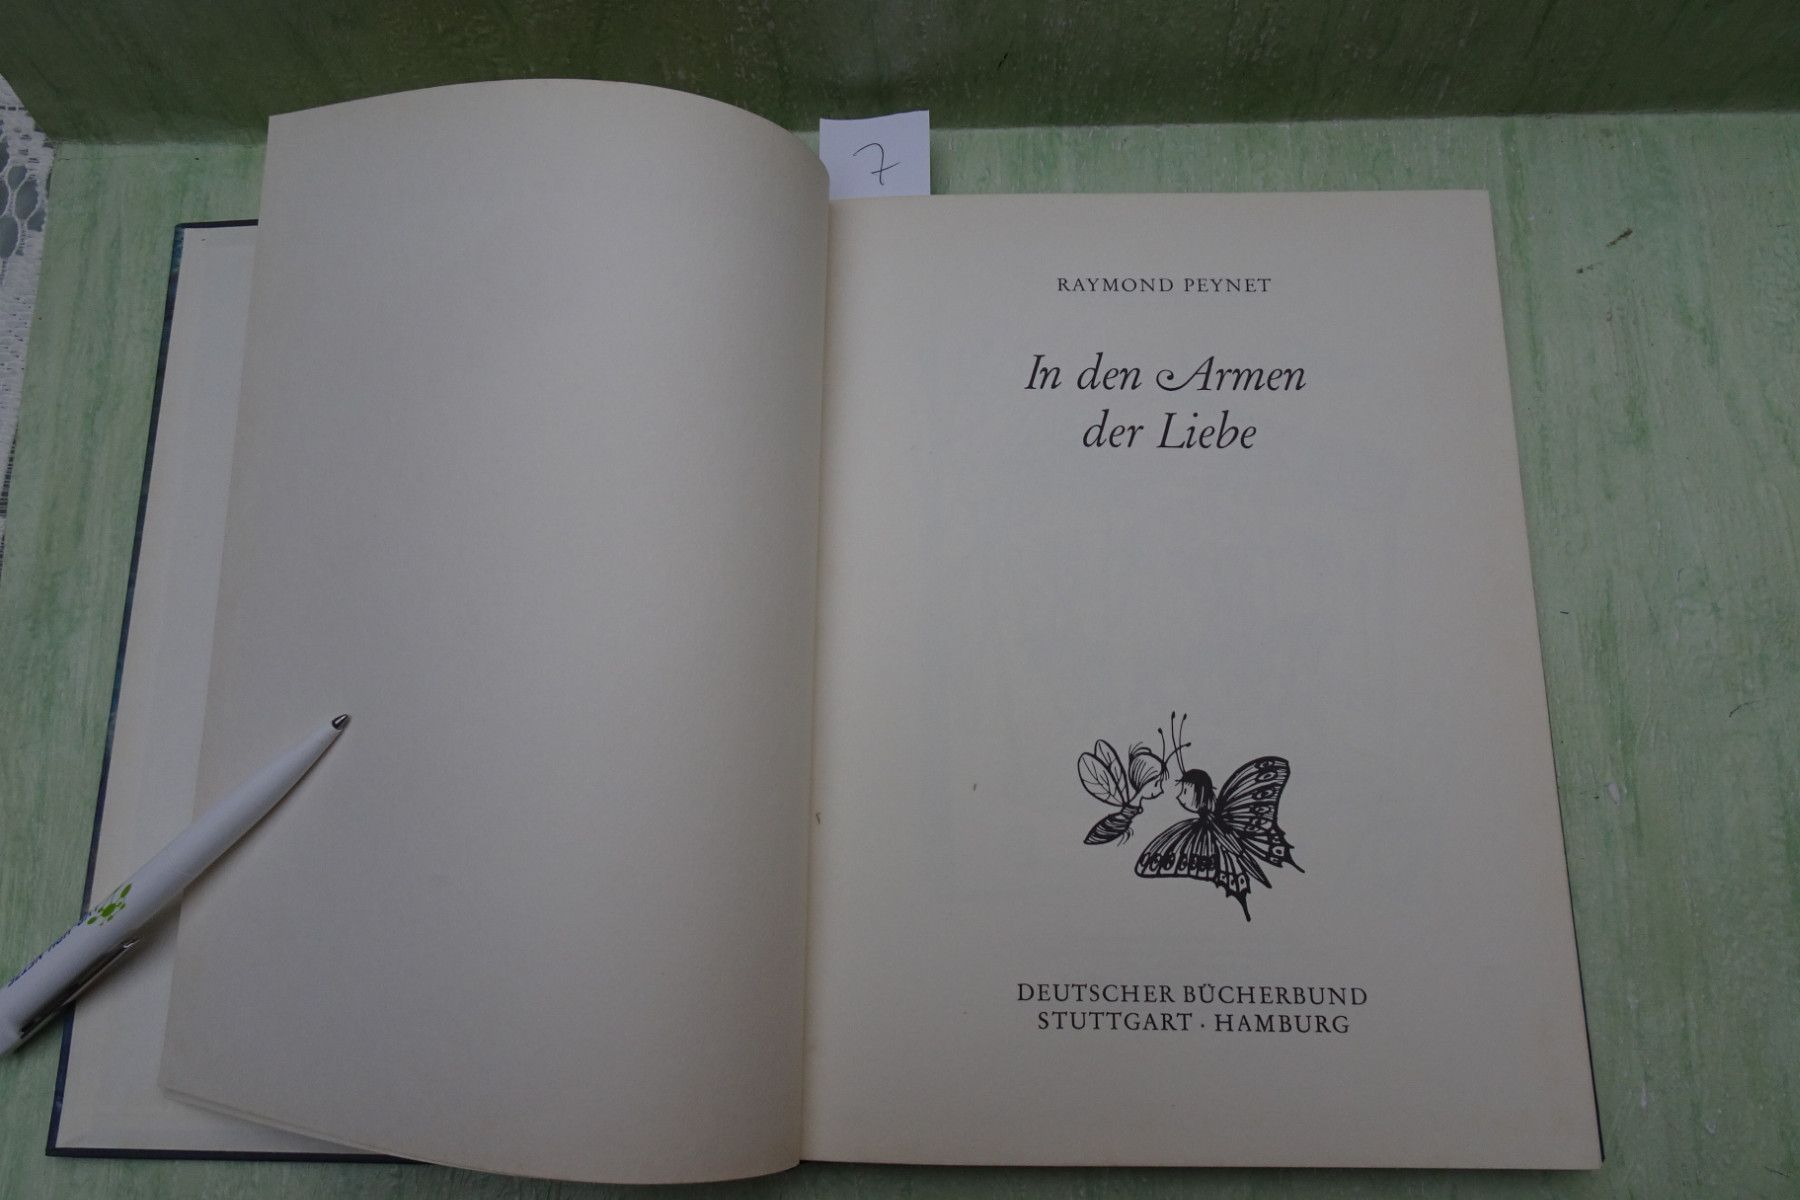 7
RAYMOND PEYNET
In den Armen
der Liebe
DEUTSCHER BÜCHERBUND
STUTTGART · HAMBURG